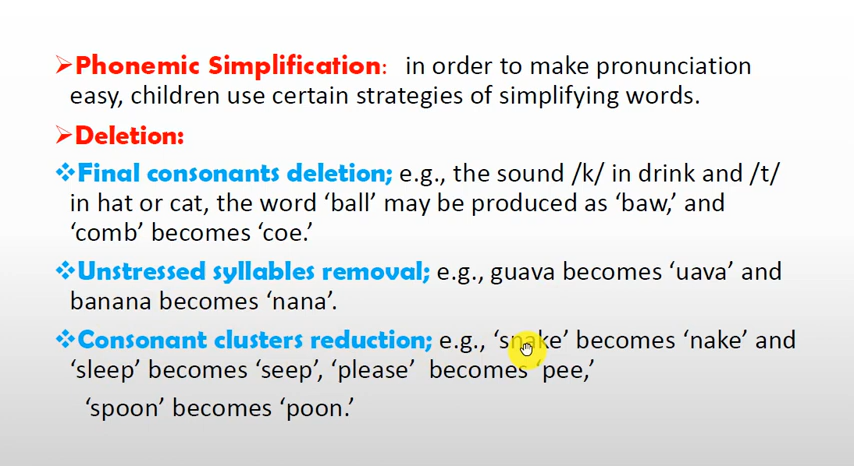 ➢Phonemic Simplification: in order to make pronunciation
easy, children use certain strategies of simplifying words.
➢Deletion:
❖Final consonants deletion; e.g., the sound /k/ in drink and /t/
in hat or cat, the word ‘ball’ may be produced as ‘baw,’ and
‘comb’ becomes ‘coe.’
❖Unstressed syllables removal; e.g., guava becomes ‘uava’ and
banana becomes ‘nana’.
❖Consonant clusters reduction; e.g., ‘snake’ becomes ‘nake’ and
‘sleep’ becomes ‘seep’, ‘please’ becomes ‘pee,’
‘spoon’ becomes ‘poon.’